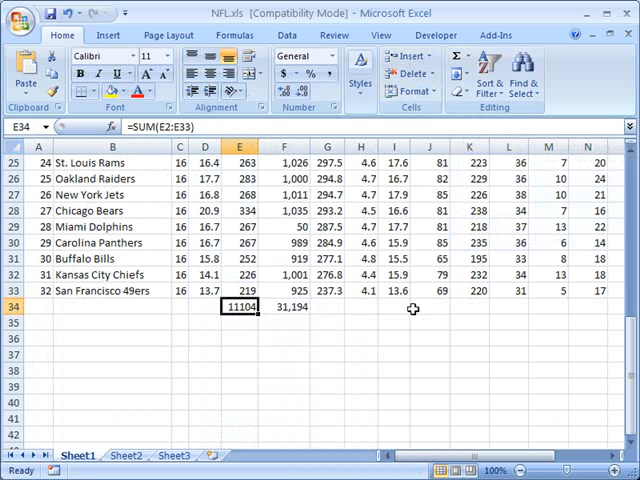 NFL.xls [Compatibility Mode] - Microsoft Excel
Home Insert Page Layout Formulas Data Review View Developer Add-Ins
Paste Calibri 11 General Styles Insert Delete Format Sort & Filter Find & Select
B I U A A $ % , Σ
Clipboard Font Alignment Number Cells Editing
E34 fx =SUM(E2:E33)
A B C D E F G H I J K L M N
25 24 St. Louis Rams 16 16.4 263 1,026 297.5 4.6 17.6 81 223 36 7 20
26 25 Oakland Raiders 16 17.7 283 1,000 294.8 4.7 16.7 82 229 36 10 24
27 26 New York Jets 16 16.8 268 1,011 294.7 4.7 17.9 85 226 38 10 21
28 27 Chicago Bears 16 20.9 334 1,035 293.2 4.5 16.6 81 238 34 7 16
29 28 Miami Dolphins 16 16.7 267 50 287.5 4.7 17.7 81 218 37 13 22
30 29 Carolina Panthers 16 16.7 267 989 284.9 4.6 15.9 85 235 36 6 14
31 30 Buffalo Bills 16 15.8 252 919 277.1 4.8 15.5 65 195 33 8 18
32 31 Kansas City Chiefs 16 14.1 226 1,001 276.8 4.4 15.9 79 232 34 13 18
33 32 San Francisco 49ers 16 13.7 219 925 237.3 4.1 13.6 69 220 31 5 17
34 11104 31,194
35
36
37
38
39
40
41
42
Sheet1 Sheet2 Sheet3
Ready 100%